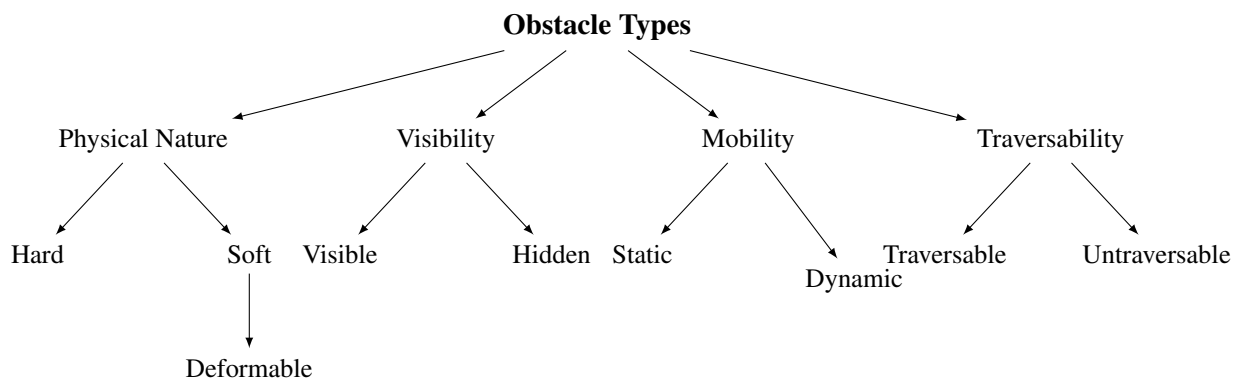 Obstacle Types
Physical Nature
Visibility
Mobility
Traversability
Hard
Soft
Visible
Hidden
Static
Dynamic
Traversable
Untraversable
Deformable